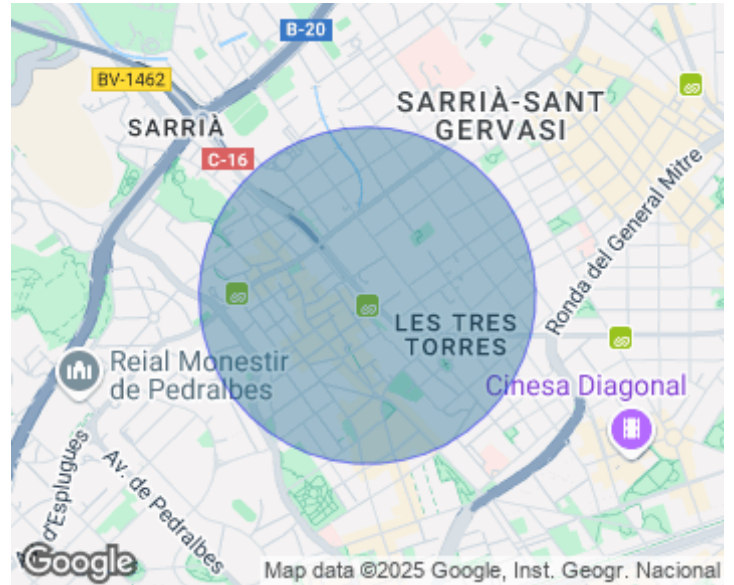 B-20
BV-1462
SARRIÀ-SANT
GERVASI
SARRIÀ
C-16
Ronda del General Mitre
LES TRES
TORRES
Reial Monestir
de Pedralbes
Cinesa Diagonal
d'Esplugues
Av. de Pedralbes
Google
Map data ©2025 Google, Inst. Geogr. Nacional